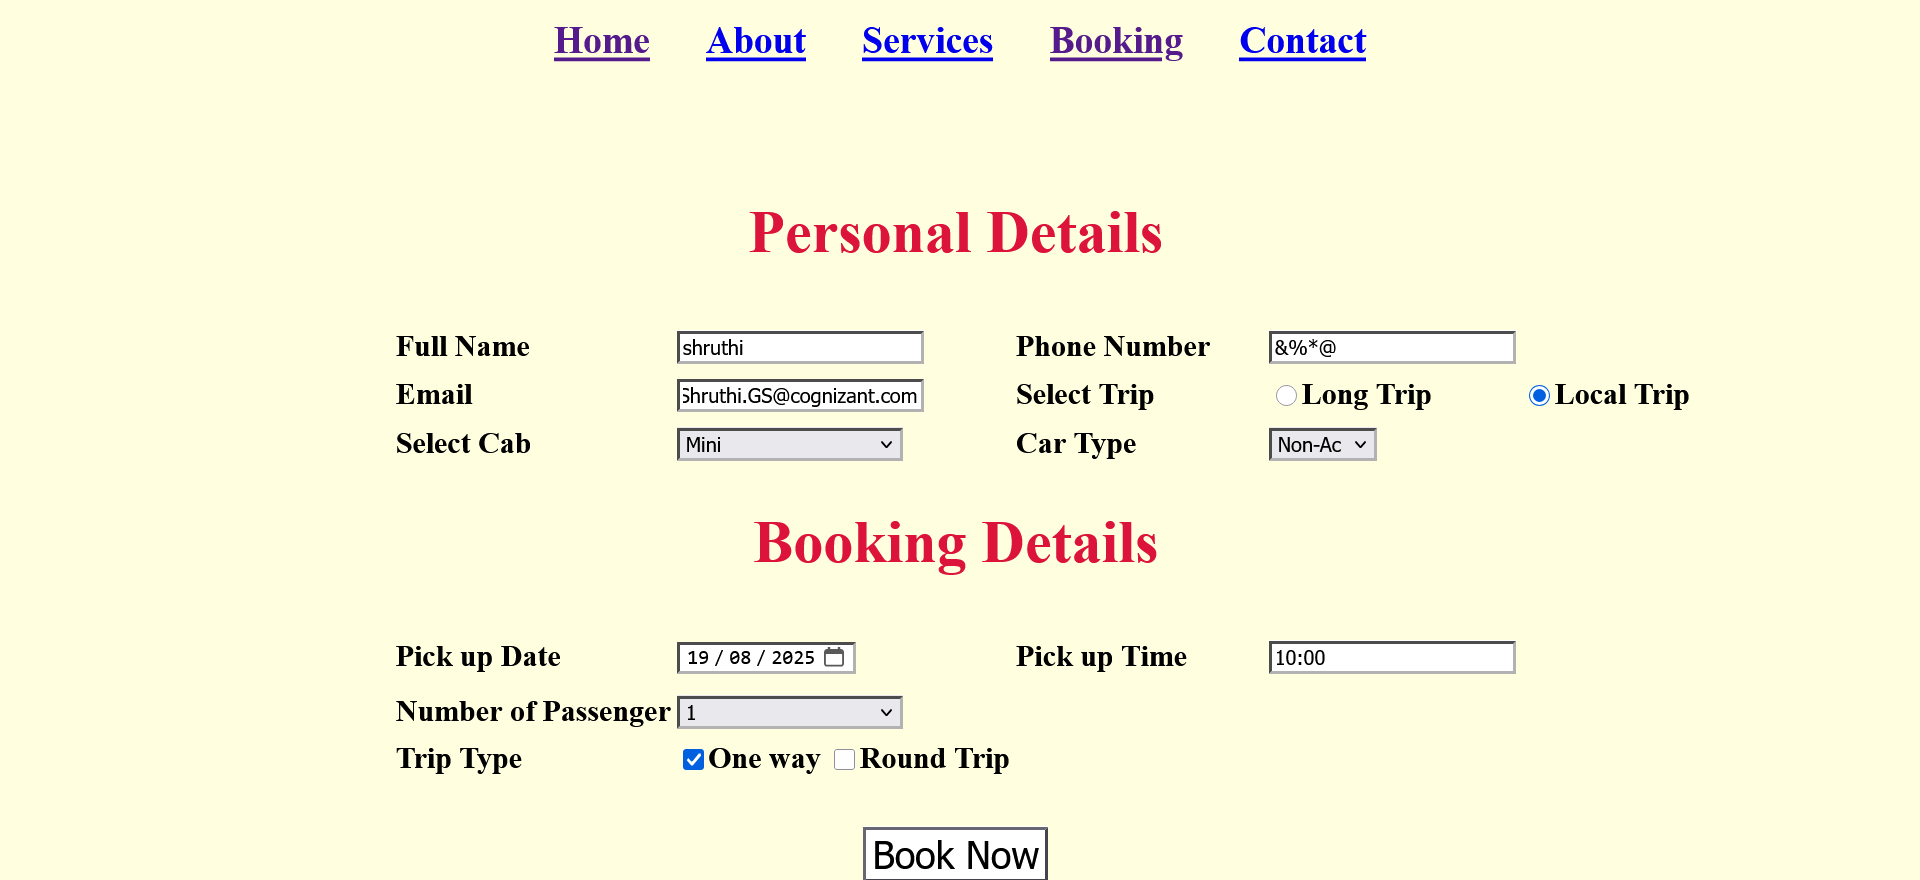 Home About Services Booking Contact
Personal Details
Full Name shruthi Phone Number &%*@
Email Shruthi.GS@cognizant.com Select Trip Long Trip Local Trip
Select Cab Mini Car Type Non-Ac
Booking Details
Pick up Date 19 / 08 / 2025 Pick up Time 10:00
Number of Passenger 1
Trip Type One way Round Trip
Book Now